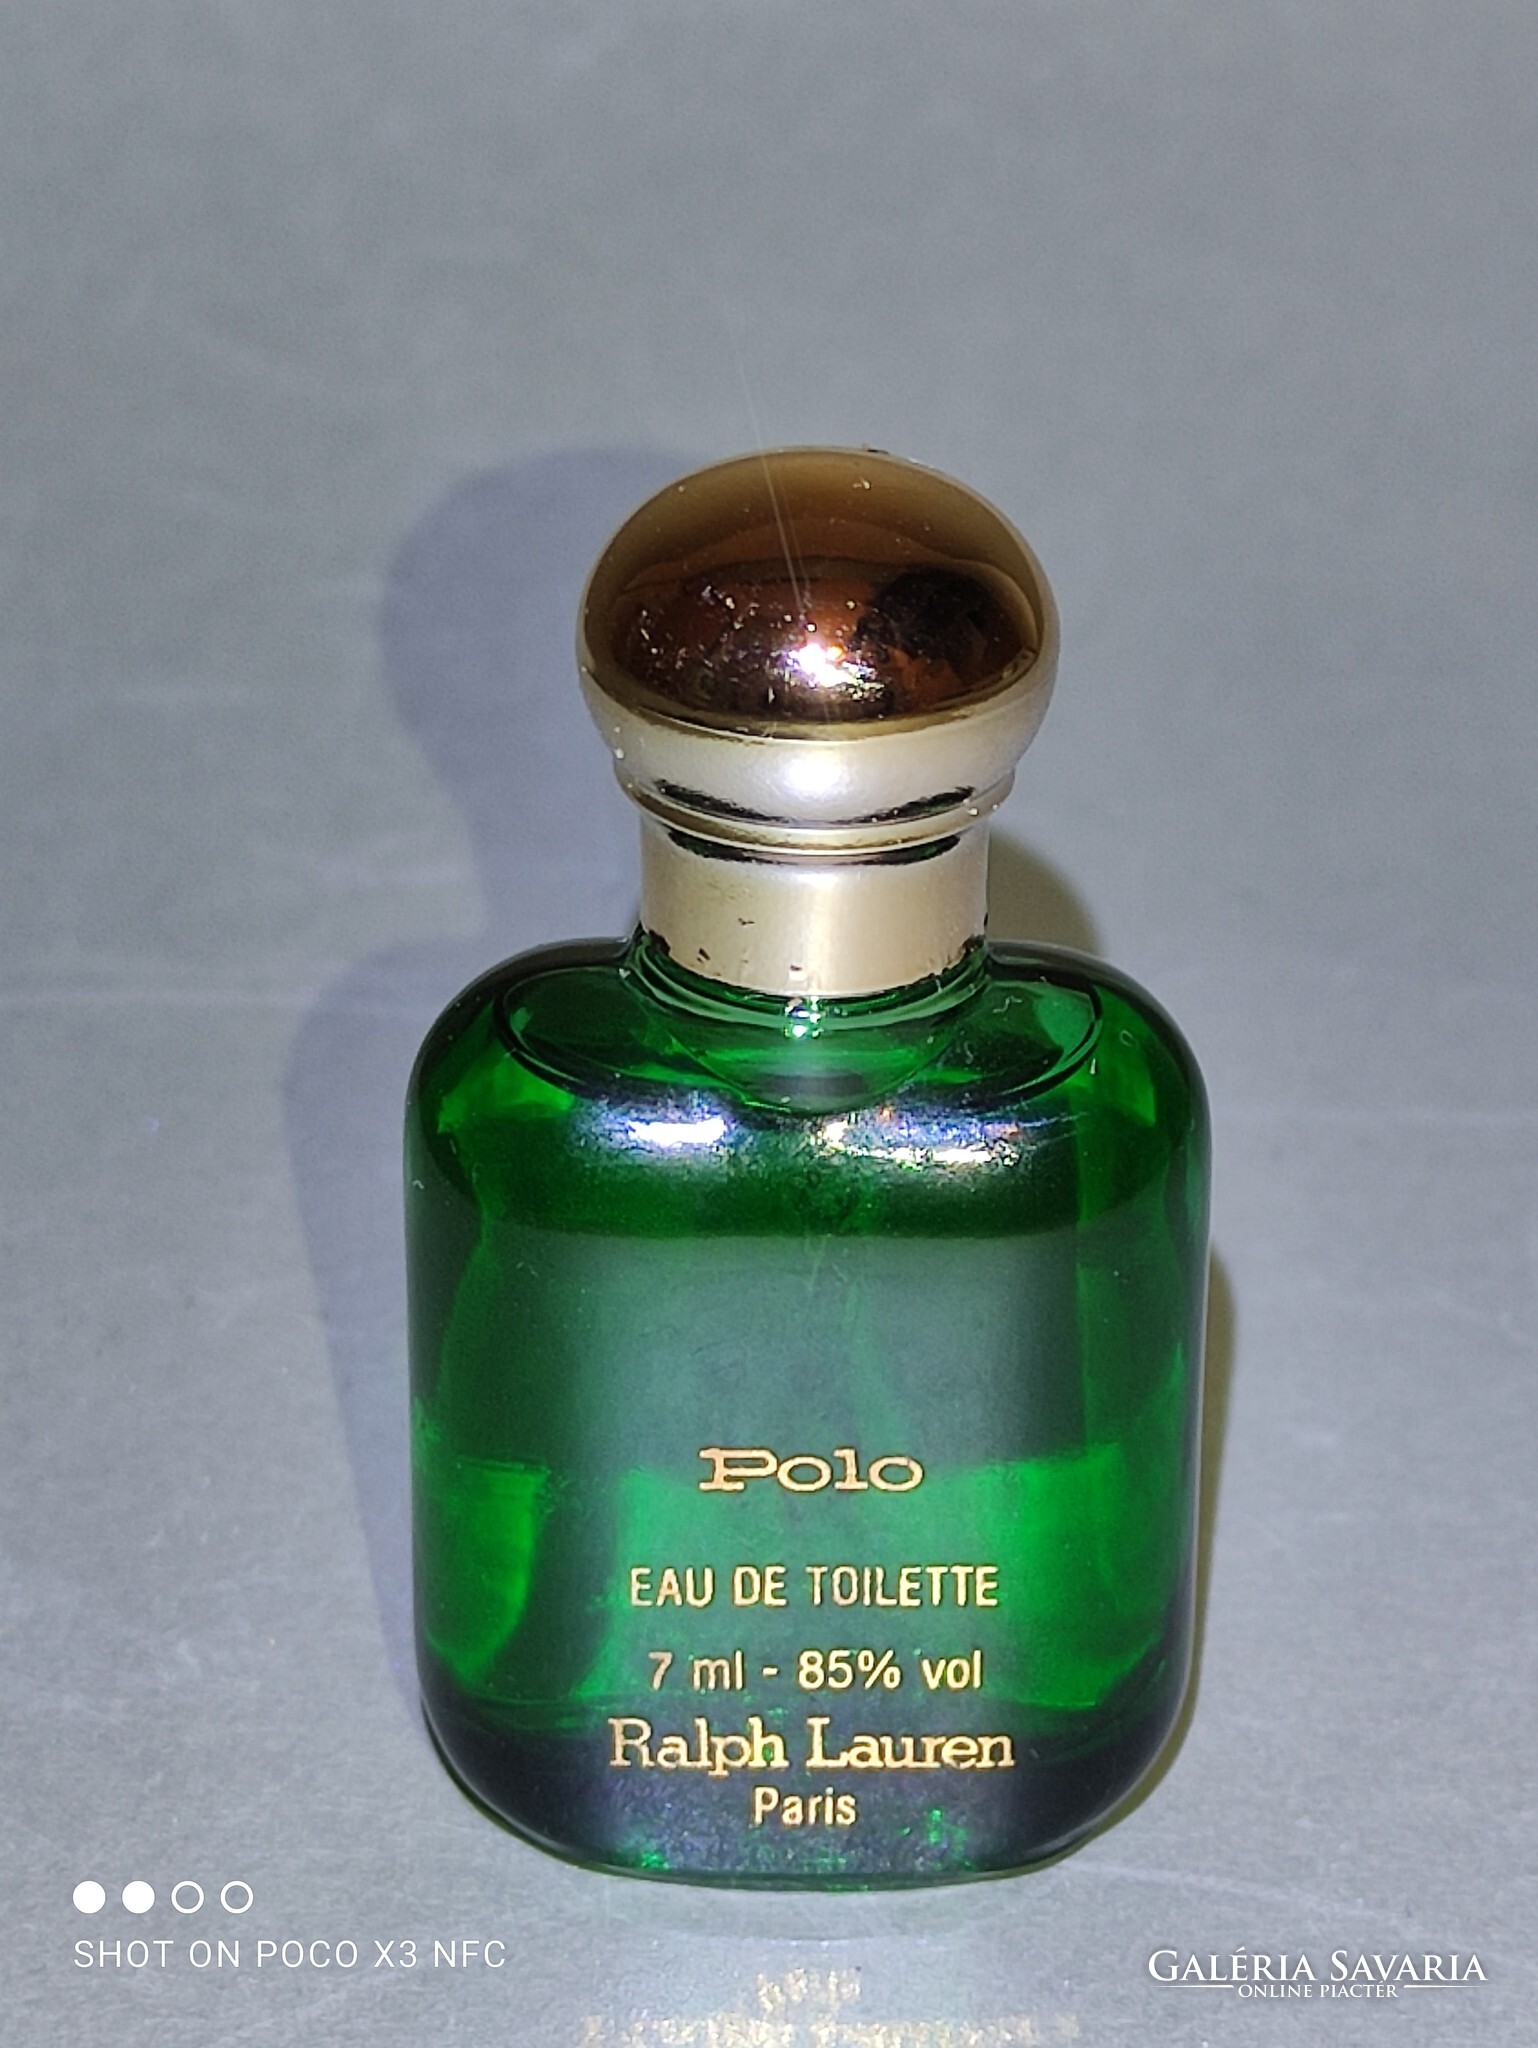 Polo
EAU DE TOILETTE
7 ml - 85% vol
Ralph Lauren
Paris
SHOT ON POCO X3 NFC
GALÉRIA SAVARIA
ONLINE PIACTÉR